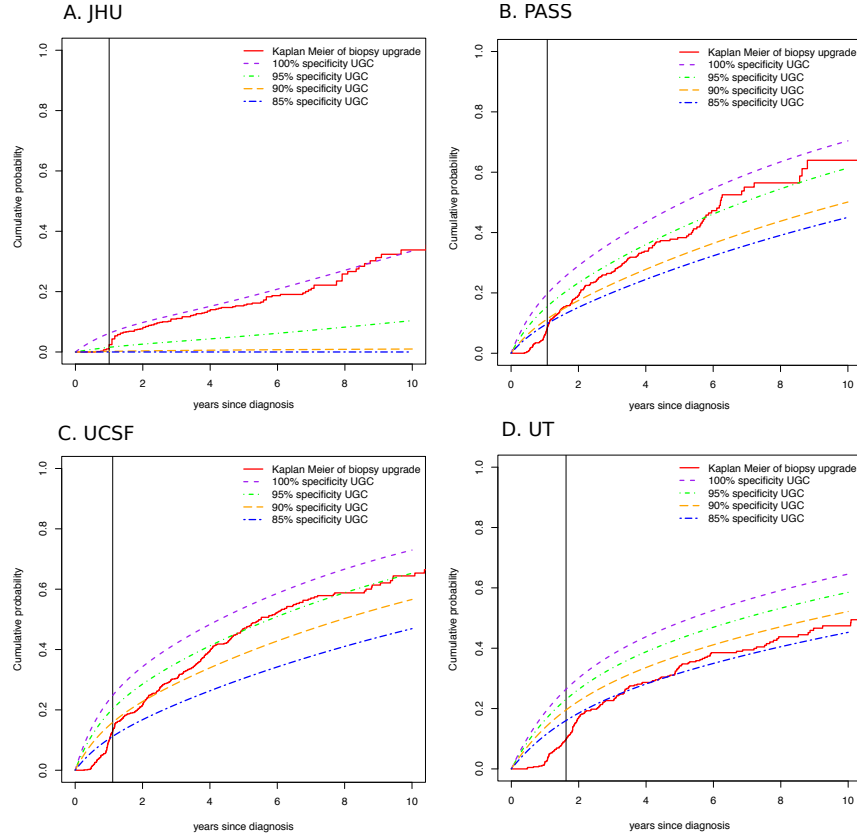 A. JHU
Kaplan Meier of biopsy upgrade
100% specificity UGC
95% specificity UGC
90% specificity UGC
85% specificity UGC
Cumulative probability
0.0 0.2 0.4 0.6 0.8 1.0
0 2 4 6 8 10
years since diagnosis
B. PASS
Kaplan Meier of biopsy upgrade
100% specificity UGC
95% specificity UGC
90% specificity UGC
85% specificity UGC
Cumulative probability
0.0 0.2 0.4 0.6 0.8 1.0
0 2 4 6 8 10
years since diagnosis
C. UCSF
Kaplan Meier of biopsy upgrade
100% specificity UGC
95% specificity UGC
90% specificity UGC
85% specificity UGC
Cumulative probability
0.0 0.2 0.4 0.6 0.8 1.0
0 2 4 6 8 10
years since diagnosis
D. UT
Kaplan Meier of biopsy upgrade
100% specificity UGC
95% specificity UGC
90% specificity UGC
85% specificity UGC
Cumulative probability
0.0 0.2 0.4 0.6 0.8 1.0
0 2 4 6 8 10
years since diagnosis